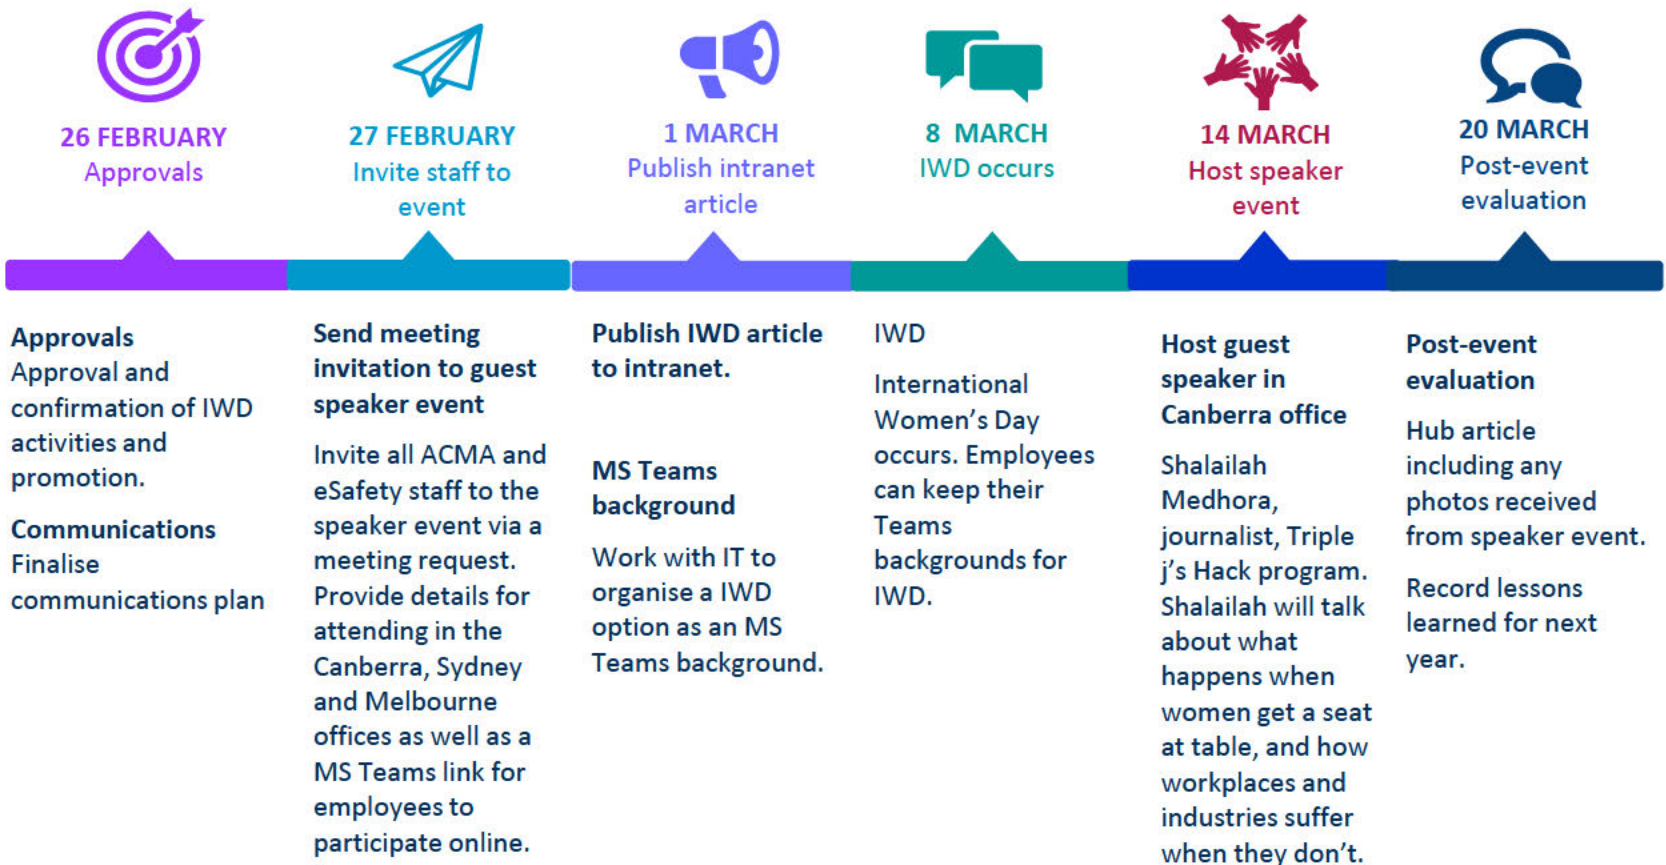 26 FEBRUARY
Approvals
27 FEBRUARY
Invite staff to
event
1 MARCH
Publish intranet
article
8 MARCH
IWD occurs
14 MARCH
Host speaker
event
20 MARCH
Post-event
evaluation
Approvals
Approval and
confirmation of IWD
activities and
promotion.
Communications
Finalise
communications plan
Send meeting
invitation to guest
speaker event
Invite all ACMA and
eSafety staff to the
speaker event via a
meeting request.
Provide details for
attending in the
Canberra, Sydney
and Melbourne
offices as well as a
MS Teams link for
employees to
participate online.
Publish IWD article
to intranet.
MS Teams
background
Work with IT to
organise a IWD
option as an MS
Teams background.
IWD
International
Women’s Day
occurs. Employees
can keep their
Teams
backgrounds for
IWD.
Host guest
speaker in
Canberra office
Shalailah
Medhora,
journalist, Triple
j’s Hack program.
Shalailah will talk
about what
happens when
women get a seat
at table, and how
workplaces and
industries suffer
when they don’t.
Post-event
evaluation
Hub article
including any
photos received
from speaker event.
Record lessons
learned for next
year.